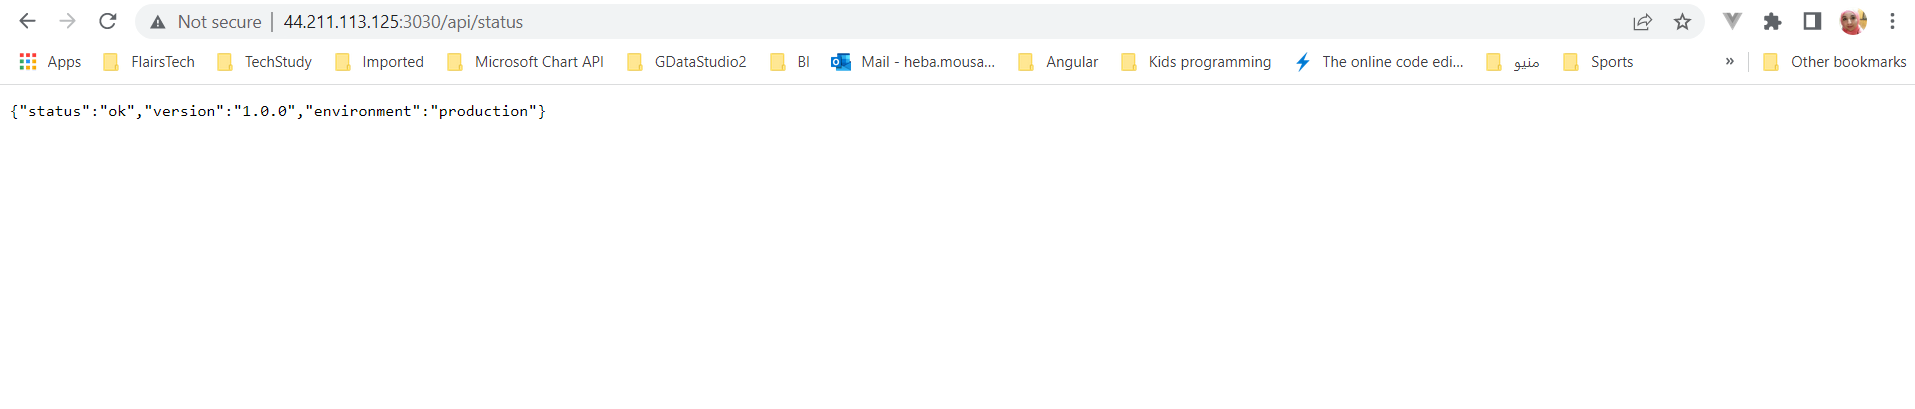 Not secure | 44.211.113.125:3030/api/status
Apps FlairsTech TechStudy Imported Microsoft Chart API GDataStudio2 BI Mail - heba.mousa... Angular Kids programming The online code edi... منيو Sports » Other bookmarks
{"status":"ok","version":"1.0.0","environment":"production"}